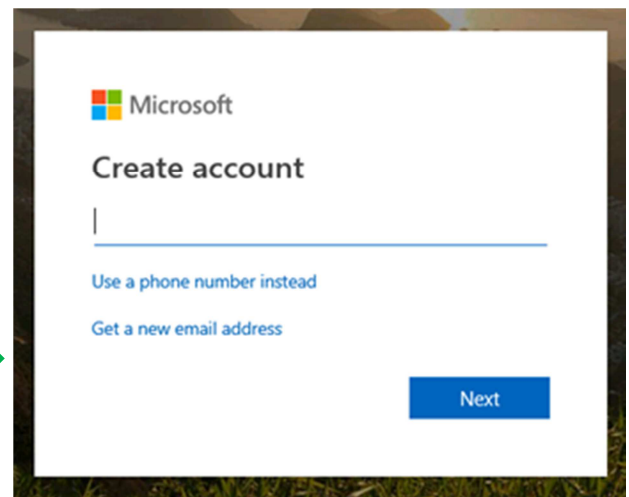 Microsoft
Create account
Use a phone number instead
Get a new email address
Next